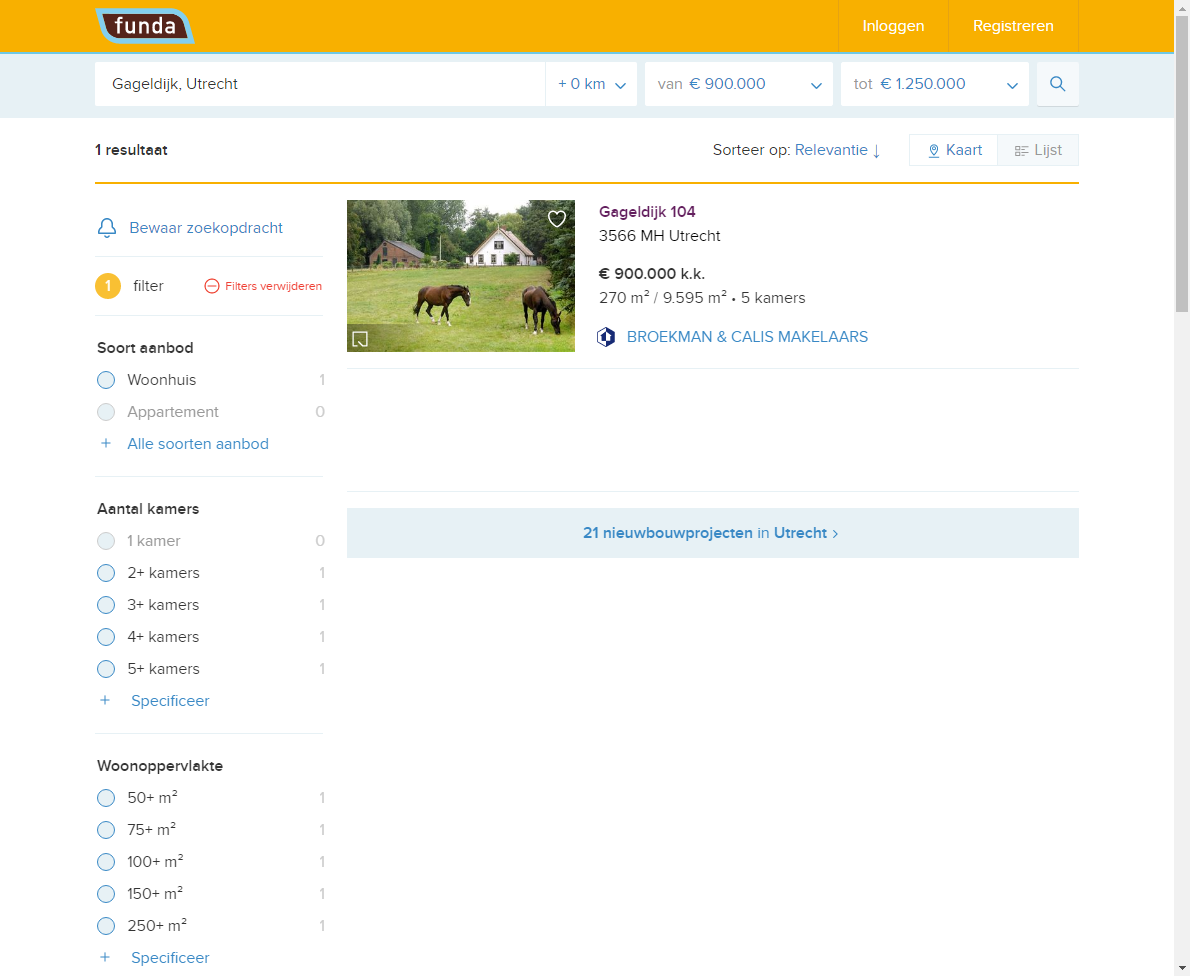 funda
Inloggen
Registreren
Gageldijk, Utrecht
+ 0 km
van € 900.000
tot € 1.250.000
1 resultaat
Sorteer op: Relevantie ↓
Kaart
Lijst
Bewaar zoekopdracht
1 filter
Filters verwijderen
Soort aanbod
Woonhuis 1
Appartement 0
+ Alle soorten aanbod
Aantal kamers
1 kamer 0
2+ kamers 1
3+ kamers 1
4+ kamers 1
5+ kamers 1
+ Specificeer
Woonoppervlakte
50+ m² 1
75+ m² 1
100+ m² 1
150+ m² 1
250+ m² 1
+ Specificeer
Gageldijk 104
3566 MH Utrecht
€ 900.000 k.k.
270 m² / 9.595 m² • 5 kamers
BROEKMAN & CALIS MAKELAARS
21 nieuwbouwprojecten in Utrecht ›